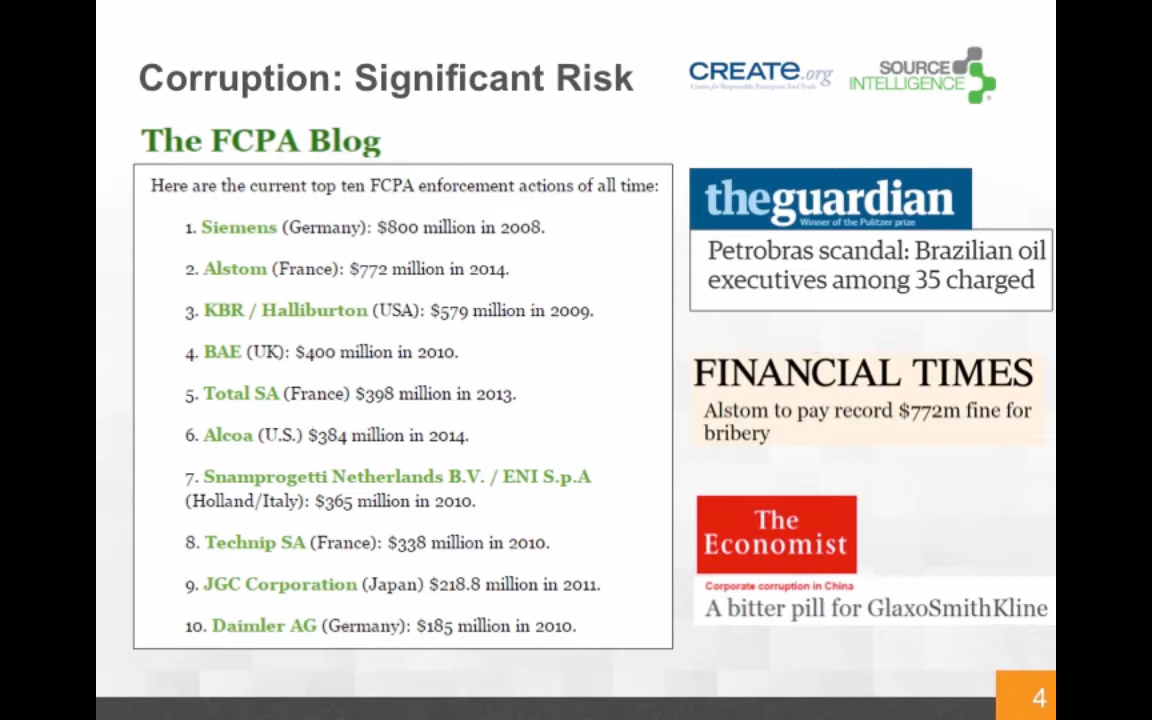 Corruption: Significant Risk
CREATe.org
Center for Responsible Enterprise And Trade
SOURCE
INTELLIGENCE
The FCPA Blog
Here are the current top ten FCPA enforcement actions of all time:
1. Siemens (Germany): $800 million in 2008.
2. Alstom (France): $772 million in 2014.
3. KBR / Halliburton (USA): $579 million in 2009.
4. BAE (UK): $400 million in 2010.
5. Total SA (France) $398 million in 2013.
6. Alcoa (U.S.) $384 million in 2014.
7. Snamprogetti Netherlands B.V. / ENI S.p.A
(Holland/Italy): $365 million in 2010.
8. Technip SA (France): $338 million in 2010.
9. JGC Corporation (Japan) $218.8 million in 2011.
10. Daimler AG (Germany): $185 million in 2010.
theguardian
Winner of the Pulitzer prize
Petrobras scandal: Brazilian oil
executives among 35 charged
FINANCIAL TIMES
Alstom to pay record $772m fine for
bribery
The
Economist
Corporate corruption in China
A bitter pill for GlaxoSmithKline
4